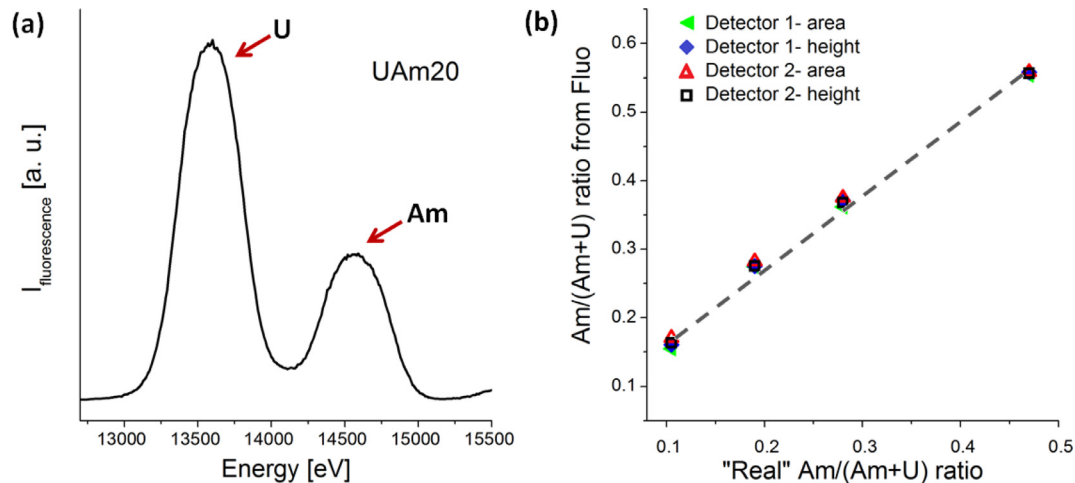 (a)
U
UAm20
Am
I fluorescence [a. u.]
13000 13500 14000 14500 15000 15500
Energy [eV]
(b)
Detector 1- area
Detector 1- height
Detector 2- area
Detector 2- height
Am/(Am+U) ratio from Fluo
0.6
0.5
0.4
0.3
0.2
0.1
0.1 0.2 0.3 0.4 0.5
"Real" Am/(Am+U) ratio